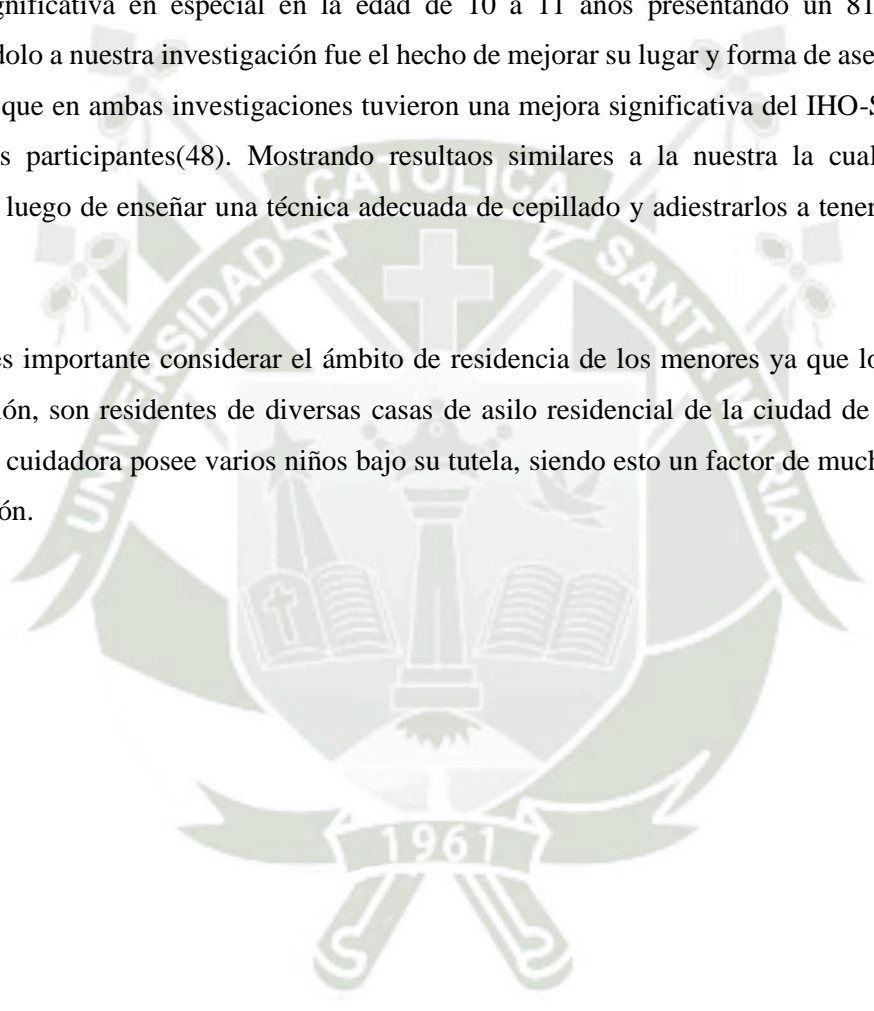 gnificativa en especial en la edad de 10 a 11 años presentando un 81
dolo a nuestra investigación fue el hecho de mejorar su lugar y forma de ase
que en ambas investigaciones tuvieron una mejora significativa del IHO-S
s participantes(48). Mostrando resultaos similares a la nuestra la cual
luego de enseñar una técnica adecuada de cepillado y adiestrarlos a tener
es importante considerar el ámbito de residencia de los menores ya que lo
ión, son residentes de diversas casas de asilo residencial de la ciudad de
cuidadora posee varios niños bajo su tutela, siendo esto un factor de much
ón.
UNIVERSIDAD CATOLICA SANTA MARIA
1961